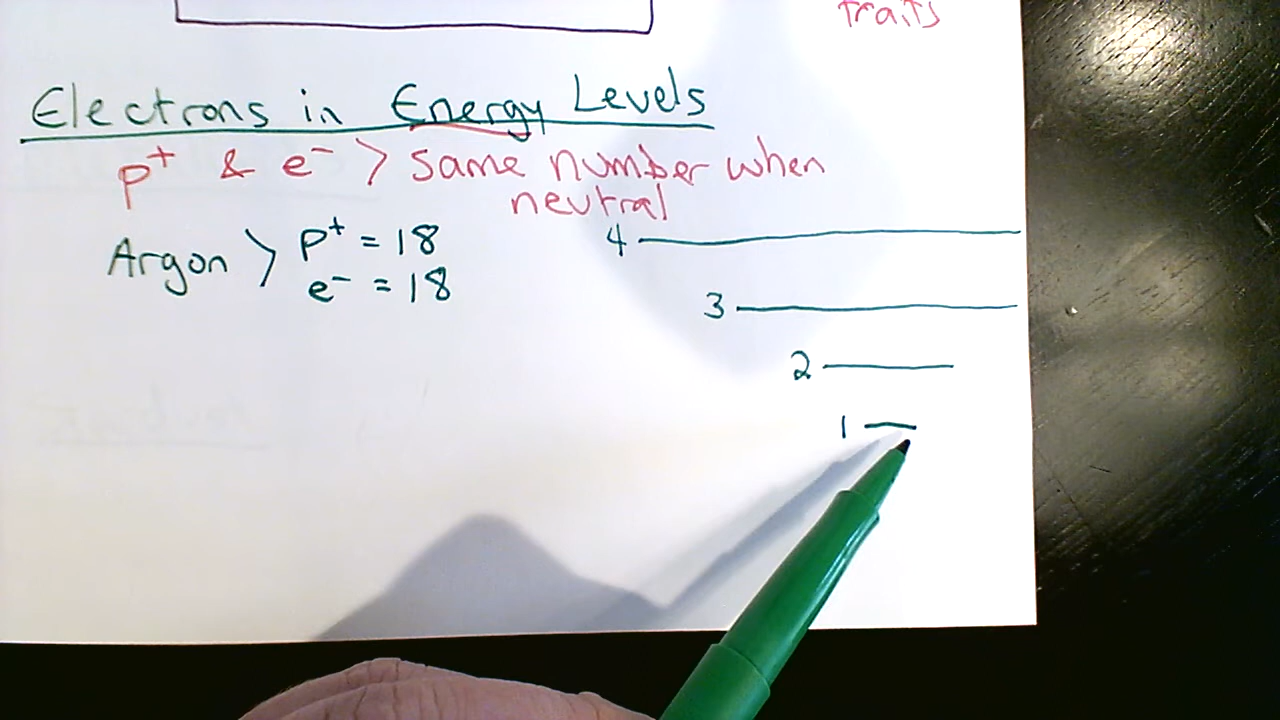 traits
Electrons in Energy Levels
p⁺ & e⁻ > same number when
neutral
Argon > p⁺ = 18
e⁻ = 18
4
3
2
1